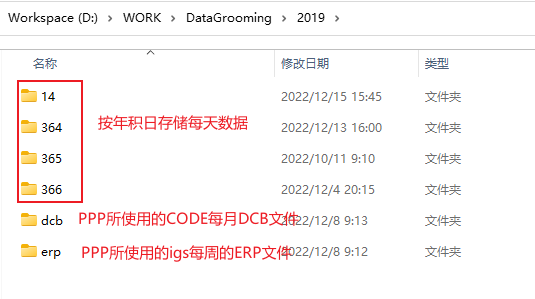 Workspace (D:) > WORK > DataGrooming > 2019 >
名称 修改日期 类型
14 2022/12/15 15:45 文件夹
按年积日存储每天数据
364 2022/12/13 16:00 文件夹
365 2022/10/11 9:10 文件夹
366 2022/12/4 20:15 文件夹
dcb PPP所使用的CODE每月DCB文件 2022/12/8 9:13 文件夹
erp PPP所使用的igs每周的ERP文件 2022/12/8 9:12 文件夹